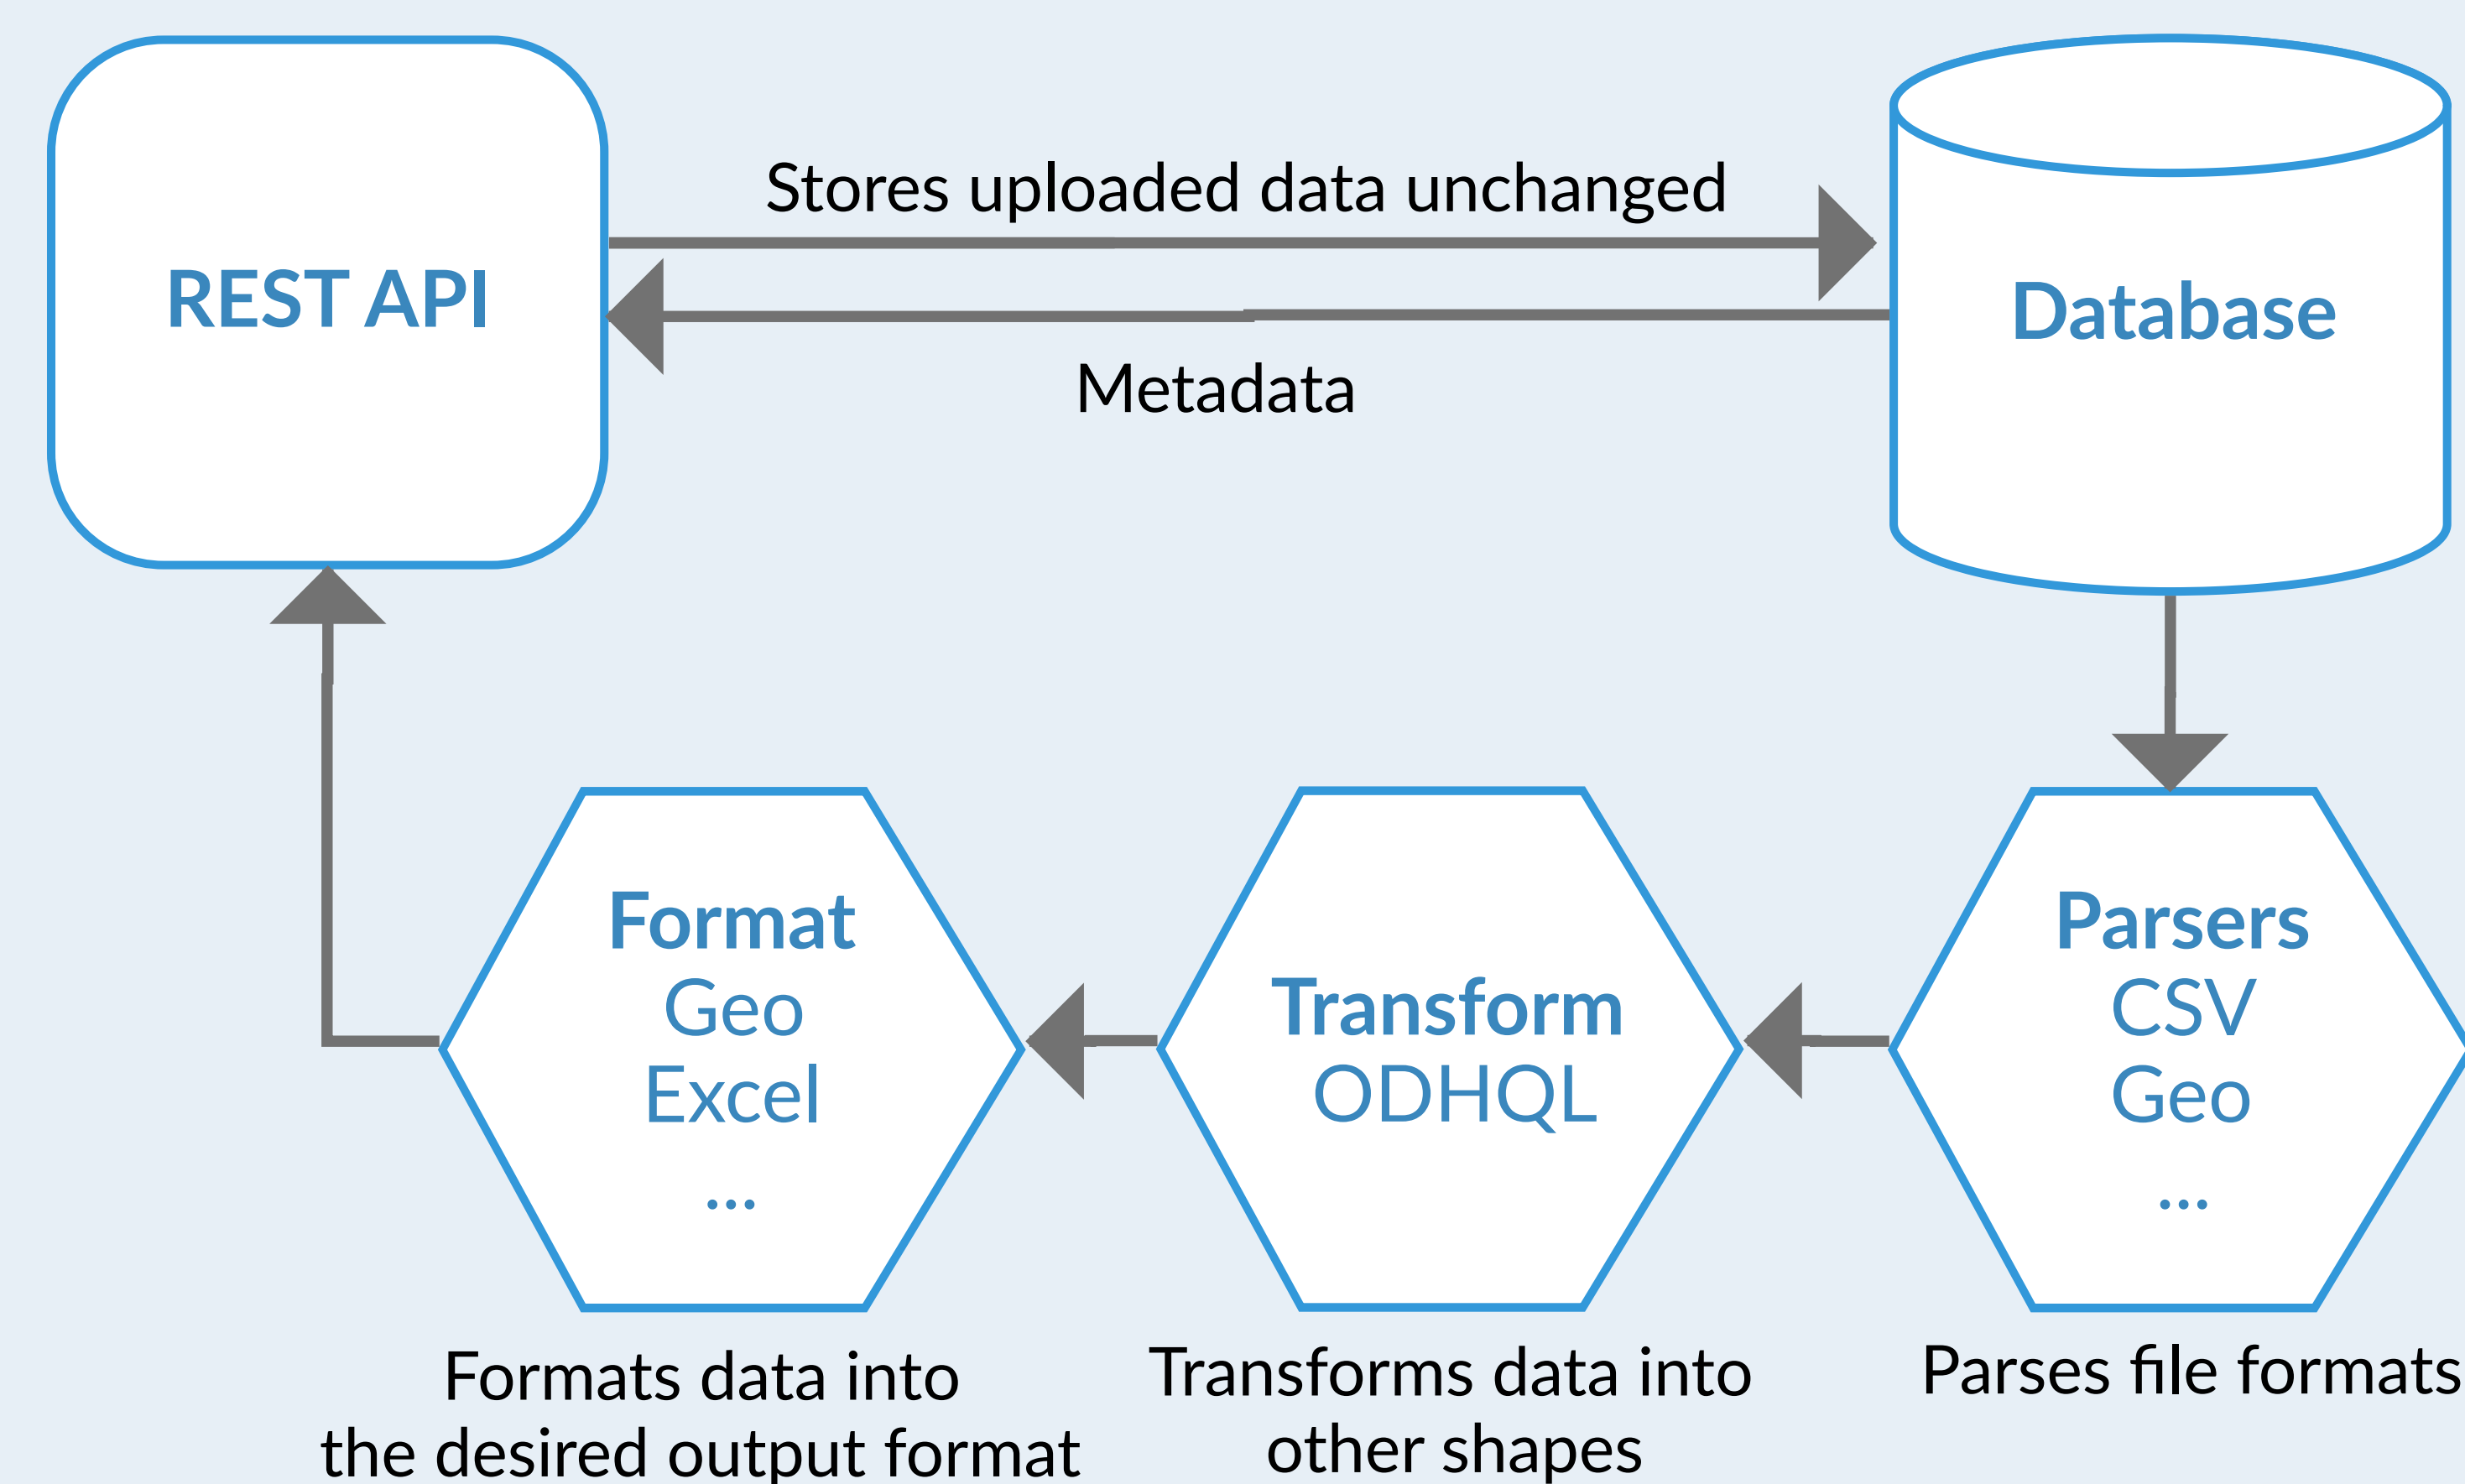 Stores uploaded data unchanged
REST API
Database
Metadata
Format
Geo
Excel
...
Transform
ODHQL
Parsers
CSV
Geo
...
Formats data into
the desired output format
Transforms data into
other shapes
Parses file formats